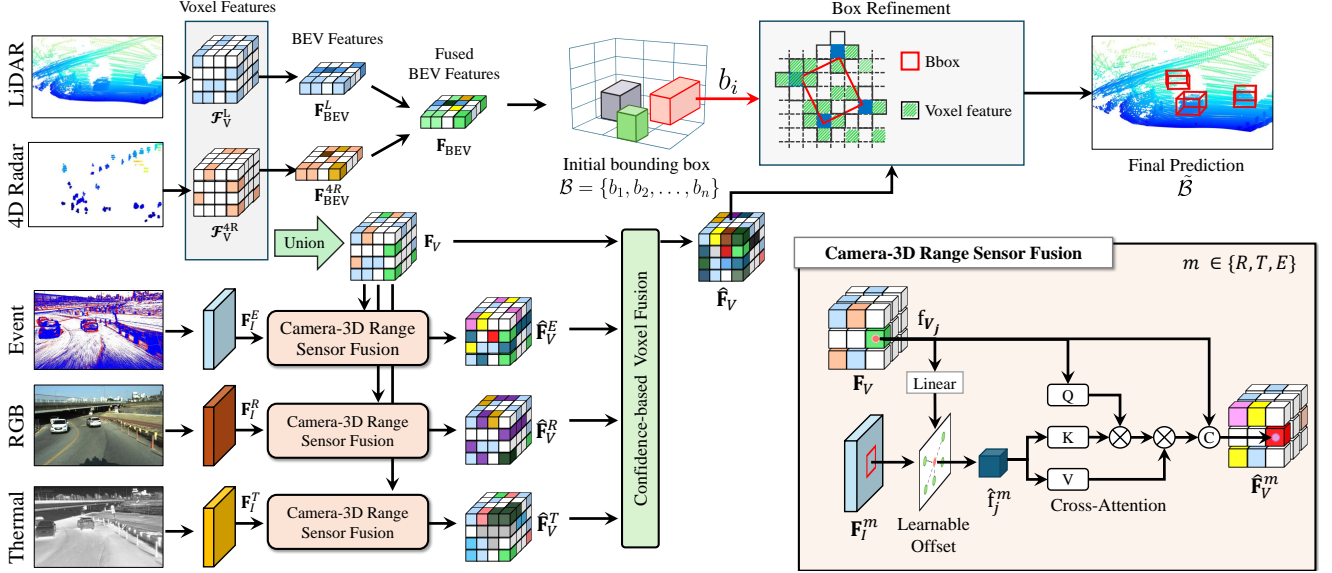 Voxel Features
LiDAR
𝓕_V^L
BEV Features
F_BEV^L
Fused
BEV Features
F_BEV
4D Radar
𝓕_V^4R
F_BEV^4R
Initial bounding box
ℬ = {b_1, b_2, . . . , b_n}
b_i
Box Refinement
Bbox
Voxel feature
Final Prediction
ℬ̃
Union
F_V
Confidence-based Voxel Fusion
F̂_V
Event
F_I^E
Camera-3D Range
Sensor Fusion
F̂_V^E
RGB
F_I^R
Camera-3D Range
Sensor Fusion
F̂_V^R
Thermal
F_I^T
Camera-3D Range
Sensor Fusion
F̂_V^T
Camera-3D Range Sensor Fusion
m ∈ {R, T, E}
f_V_j
F_V
Linear
Q
K
V
C
F_I^m
Learnable
Offset
f̂_j^m
Cross-Attention
F̂_V^m